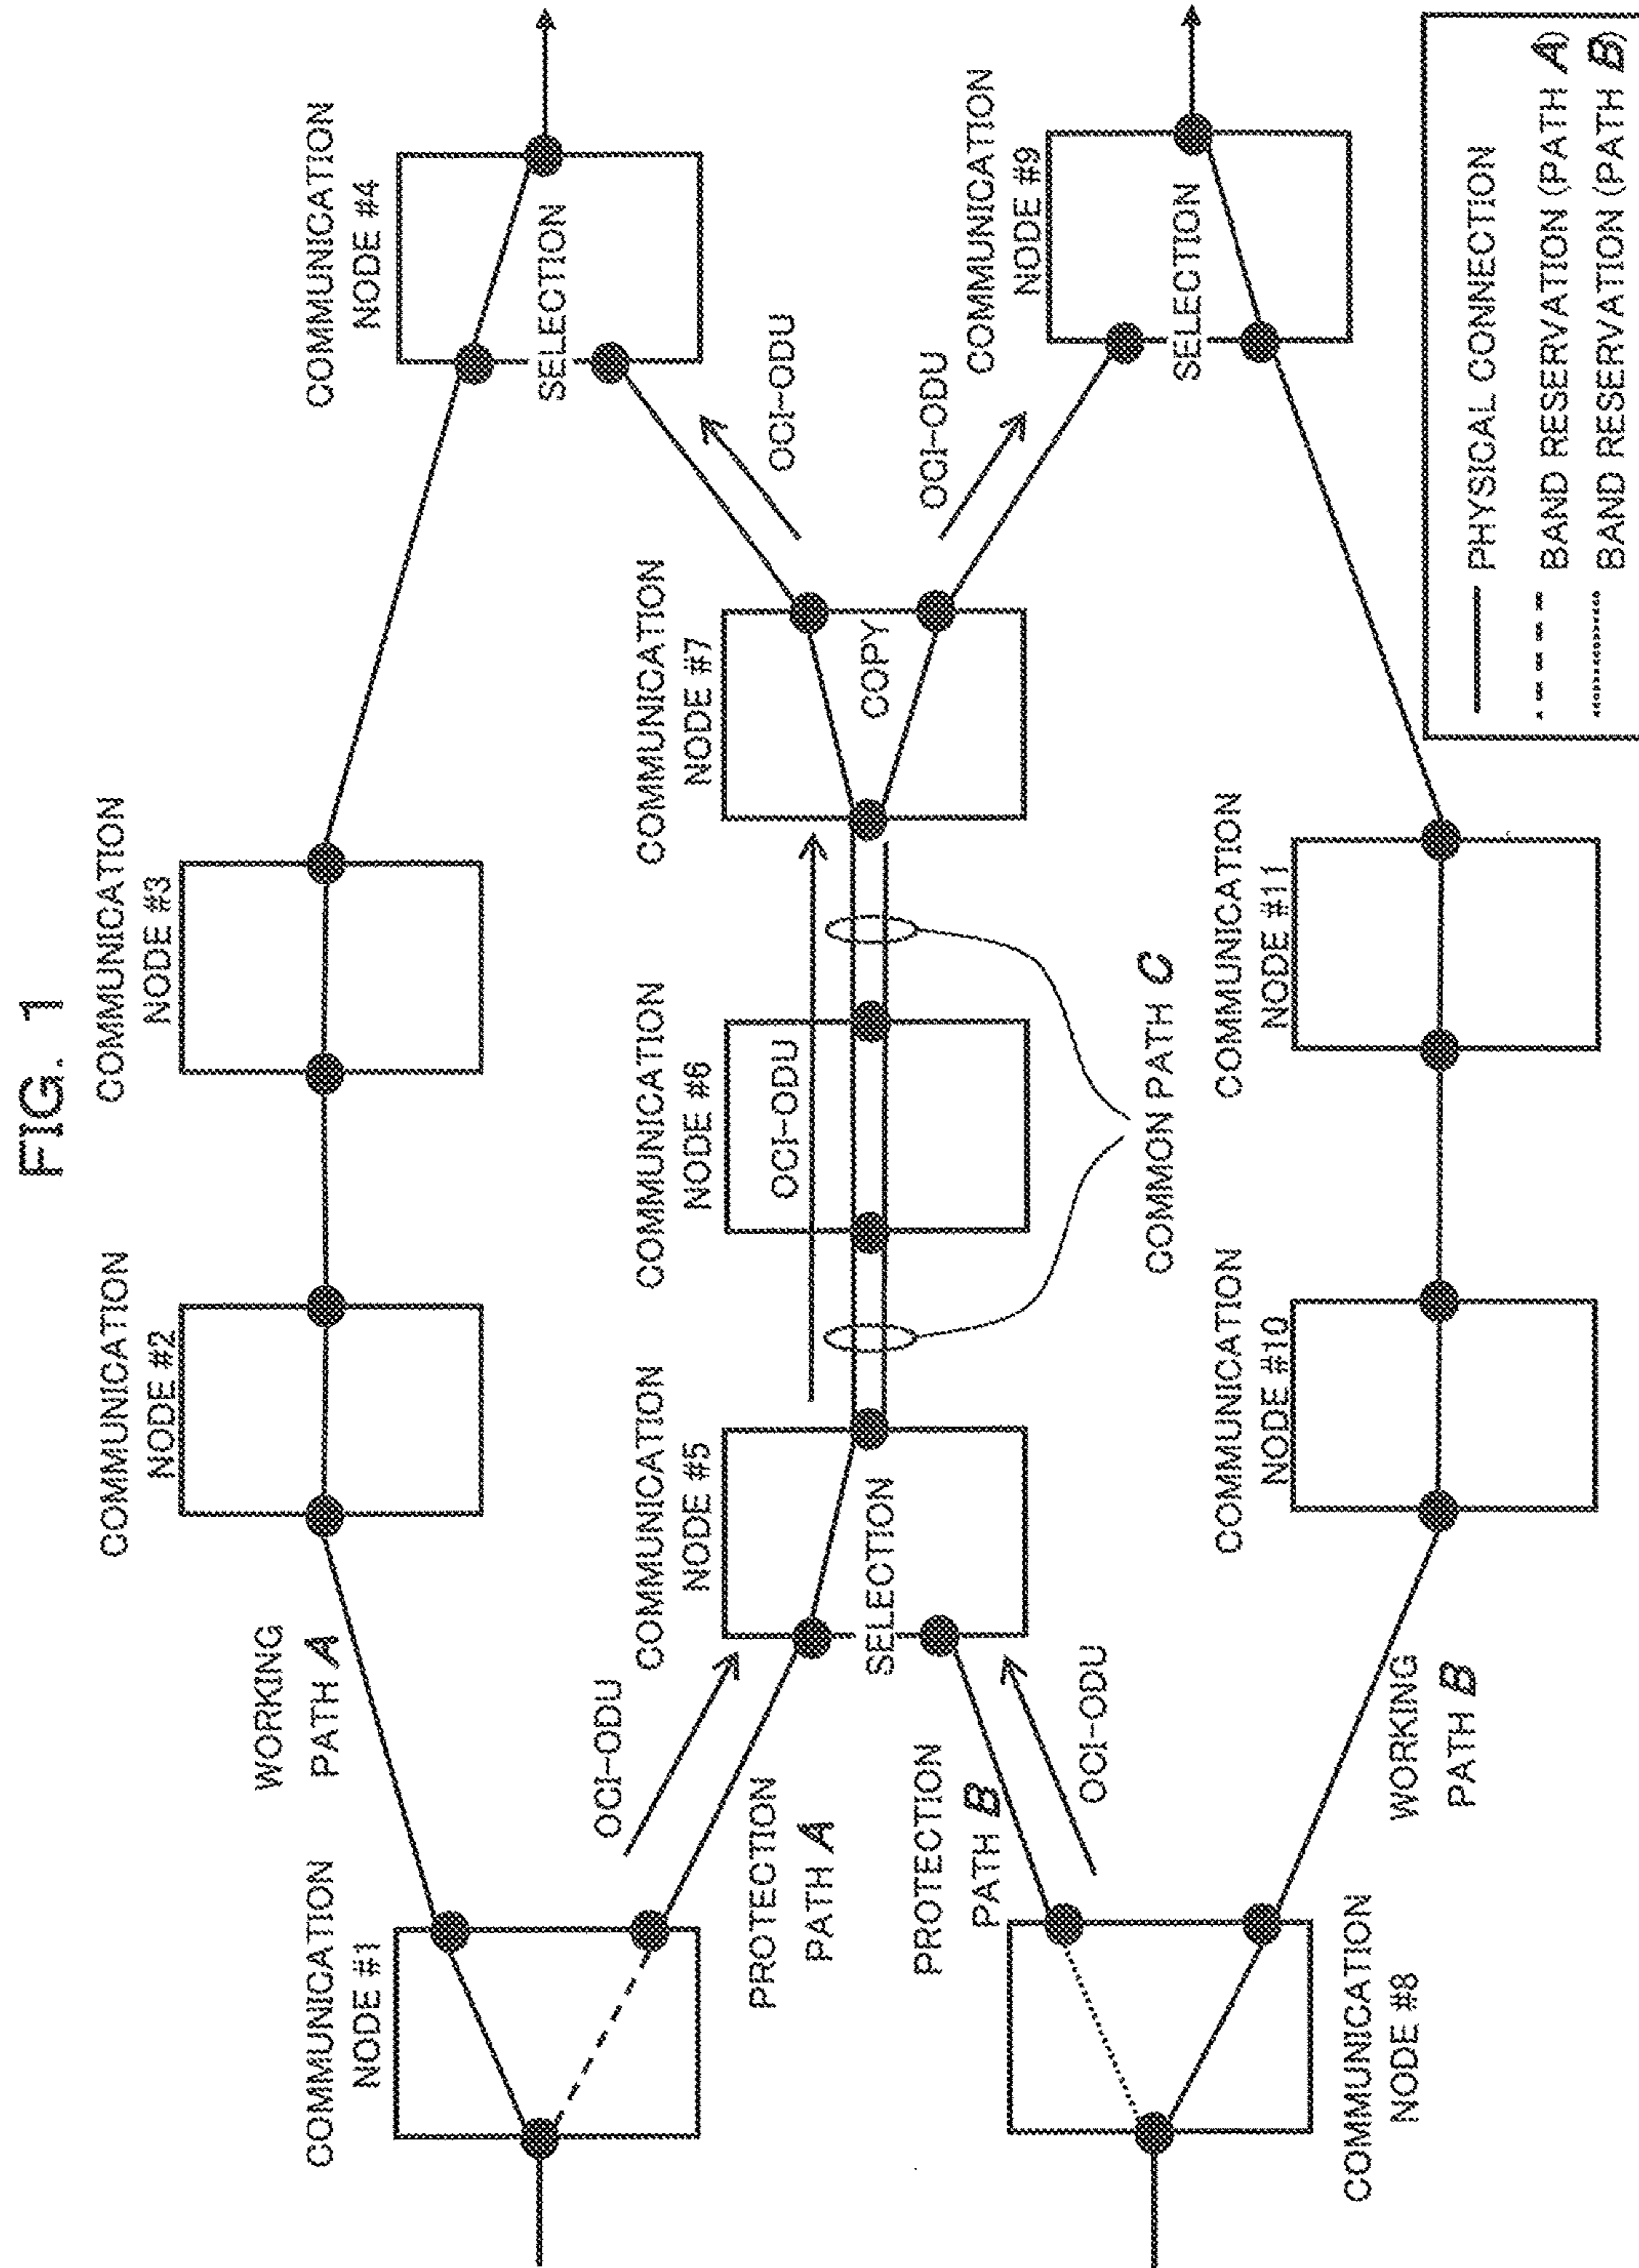 FIG. 1
COMMUNICATION
NODE #1
WORKING
PATH A
COMMUNICATION
NODE #2
COMMUNICATION
NODE #3
COMMUNICATION
NODE #4
SELECTION
OCI-ODU
PROTECTION
PATH A
COMMUNICATION
NODE #5
SELECTION
COMMUNICATION
NODE #6
OCI-ODU
COMMUNICATION
NODE #7
COPY
OCI-ODU
OCI-ODU
COMMON PATH C
PROTECTION
PATH B
OCI-ODU
COMMUNICATION
NODE #8
WORKING
PATH B
COMMUNICATION
NODE #10
COMMUNICATION
NODE #11
COMMUNICATION
NODE #9
SELECTION
PHYSICAL CONNECTION
BAND RESERVATION (PATH A)
BAND RESERVATION (PATH B)